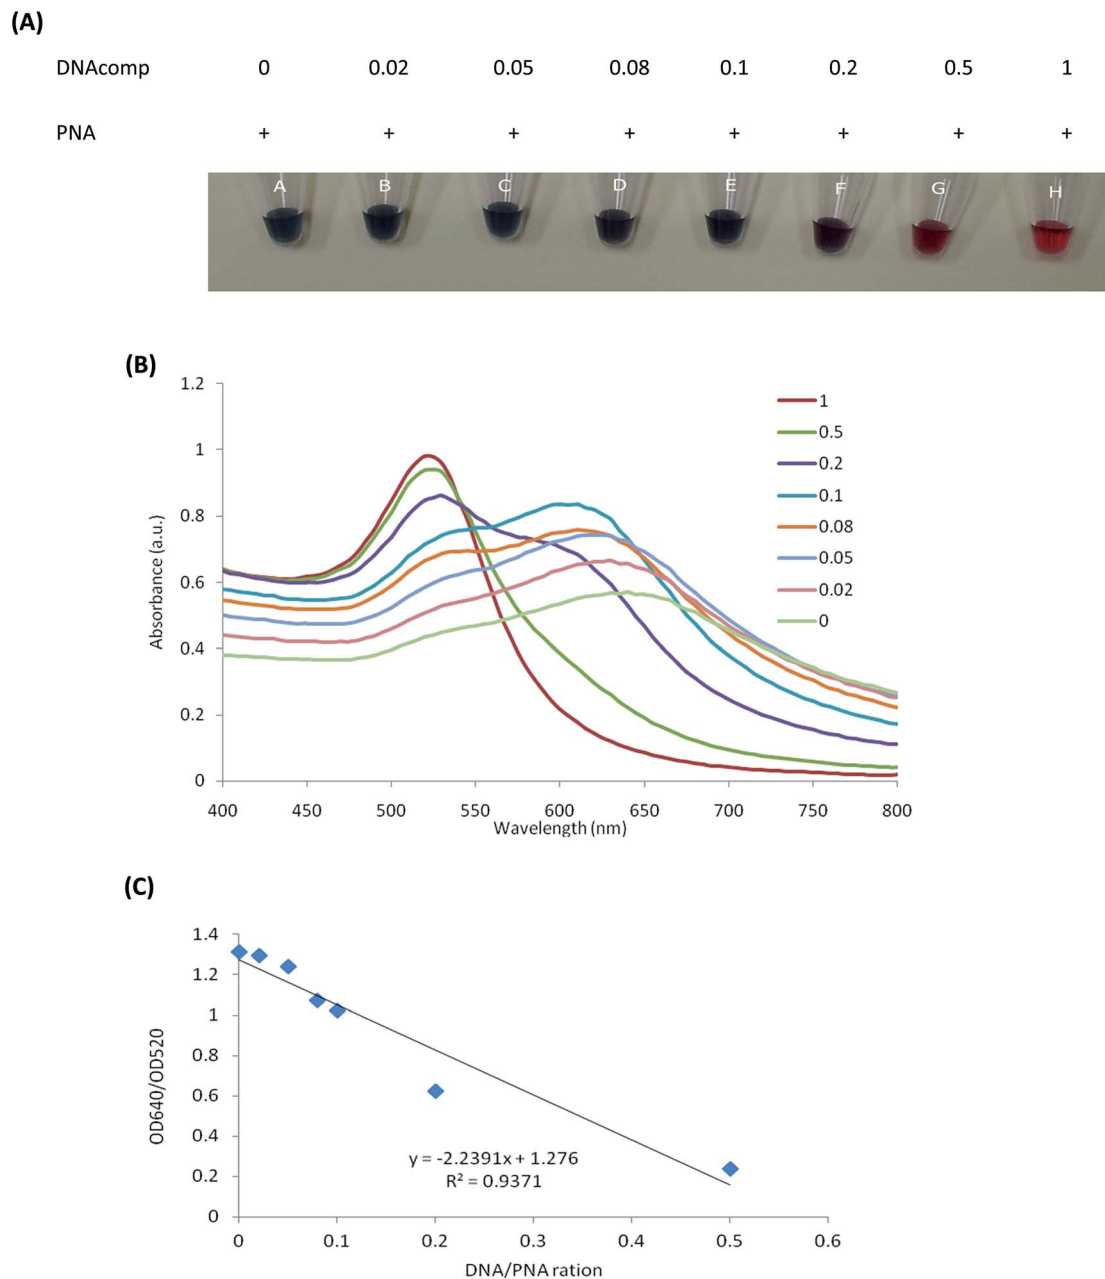 (A)
DNAcomp 0 0.02 0.05 0.08 0.1 0.2 0.5 1
PNA + + + + + + + +
A B C D E F G H
(B)
1.2
1
0.8
0.6
0.4
0.2
0
Absorbance (a.u.)
400 450 500 550 600 650 700 750 800
Wavelength (nm)
1
0.5
0.2
0.1
0.08
0.05
0.02
0
(C)
1.4
1.2
1
0.8
0.6
0.4
0.2
0
OD640/OD520
y = -2.2391x + 1.276
R² = 0.9371
0 0.1 0.2 0.3 0.4 0.5 0.6
DNA/PNA ration